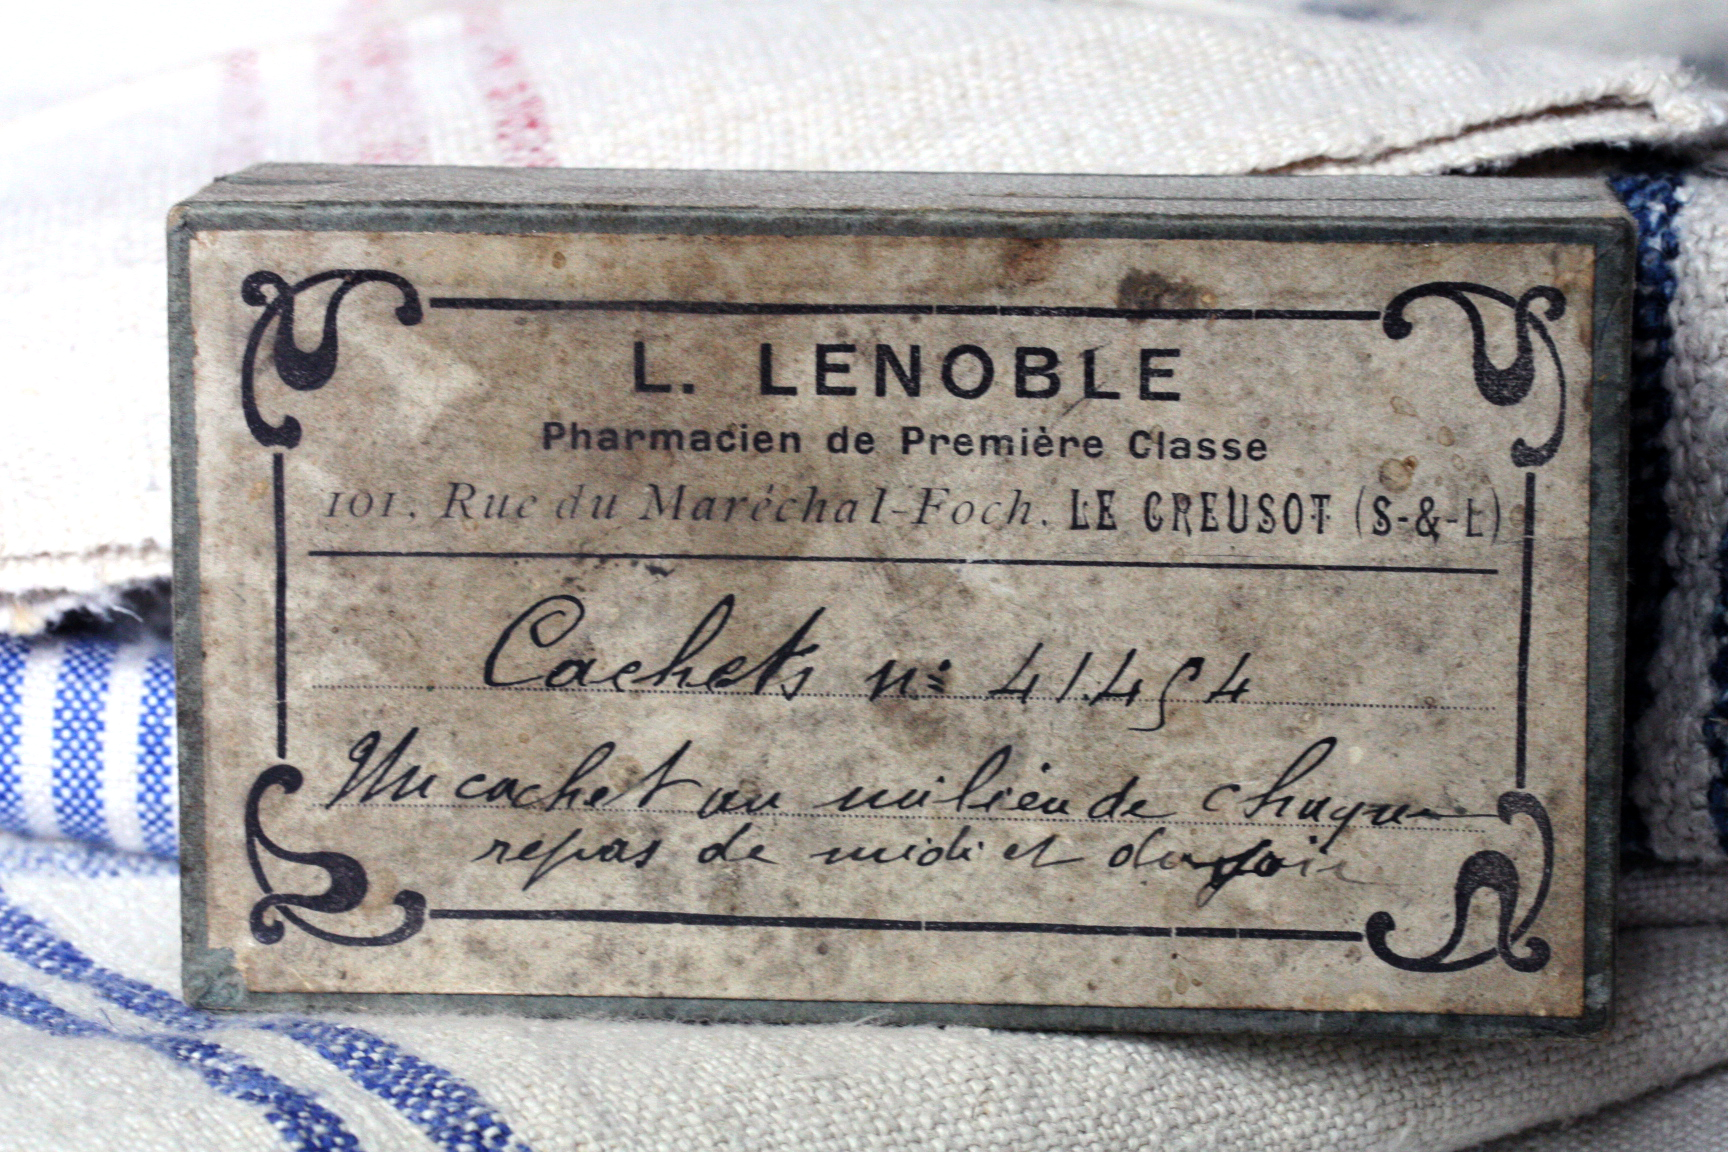 L. LENOBLE
Pharmacien de Première Classe
101, Rue du Maréchal-Foch. LE CREUSOT (S-&-L)
Cachets n° 41454
Un cachet au milieu de chaque
repas de midi et du soir